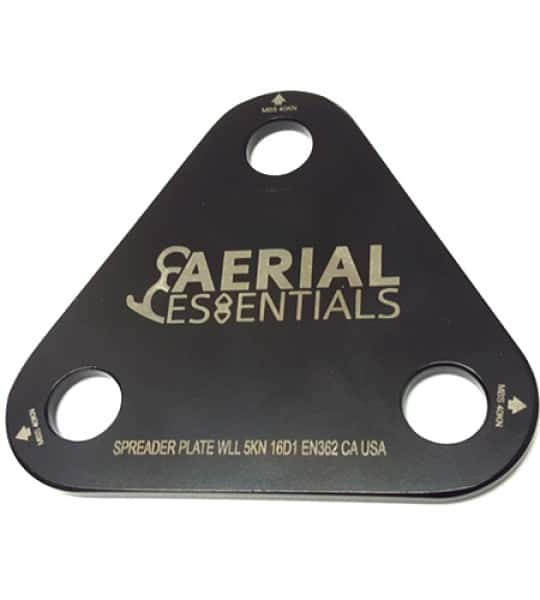 MBS 40KN
AERIAL
ESSENTIALS
MBS 40KN
MBS 40KN
SPREADER PLATE WLL 5KN 16D1 EN362 CA USA